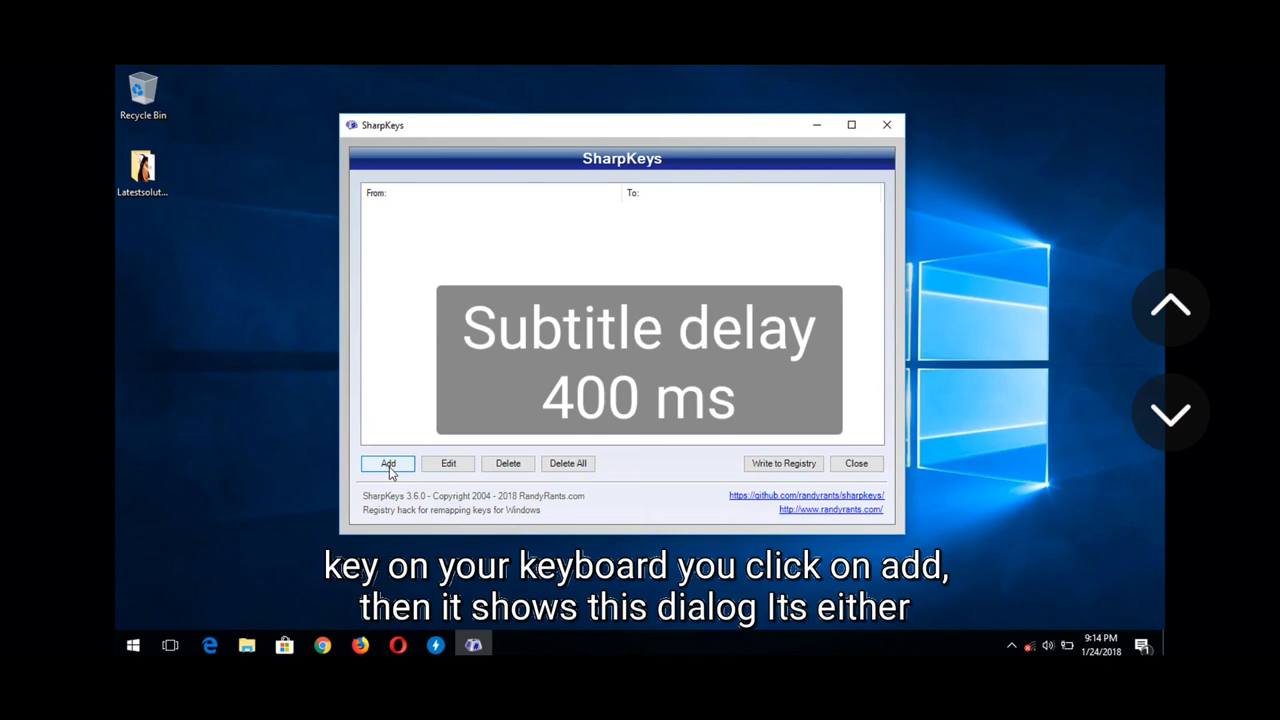 Recycle Bin
Latestsolut...
SharpKeys
SharpKeys
From: To:
Subtitle delay
400 ms
Add Edit Delete Delete All Write to Registry Close
SharpKeys 3.6.0 - Copyright 2004 - 2018 RandyRants.com https://github.com/randyrants/sharpkeys/
Registry hack for remapping keys for Windows http://www.randyrants.com/
key on your keyboard you click on add,
then it shows this dialog Its either
9:14 PM
1/24/2018
1